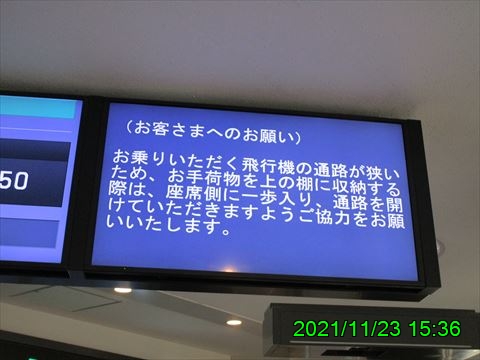 (お客さまへのお願い)
お乗りいただく飛行機の通路が狭い
ため、お手荷物を上の棚に収納する
際は、座席側に一歩入り、通路を開
けていただきますようご協力をお願
いいたします。
50
2021/11/23 15:36